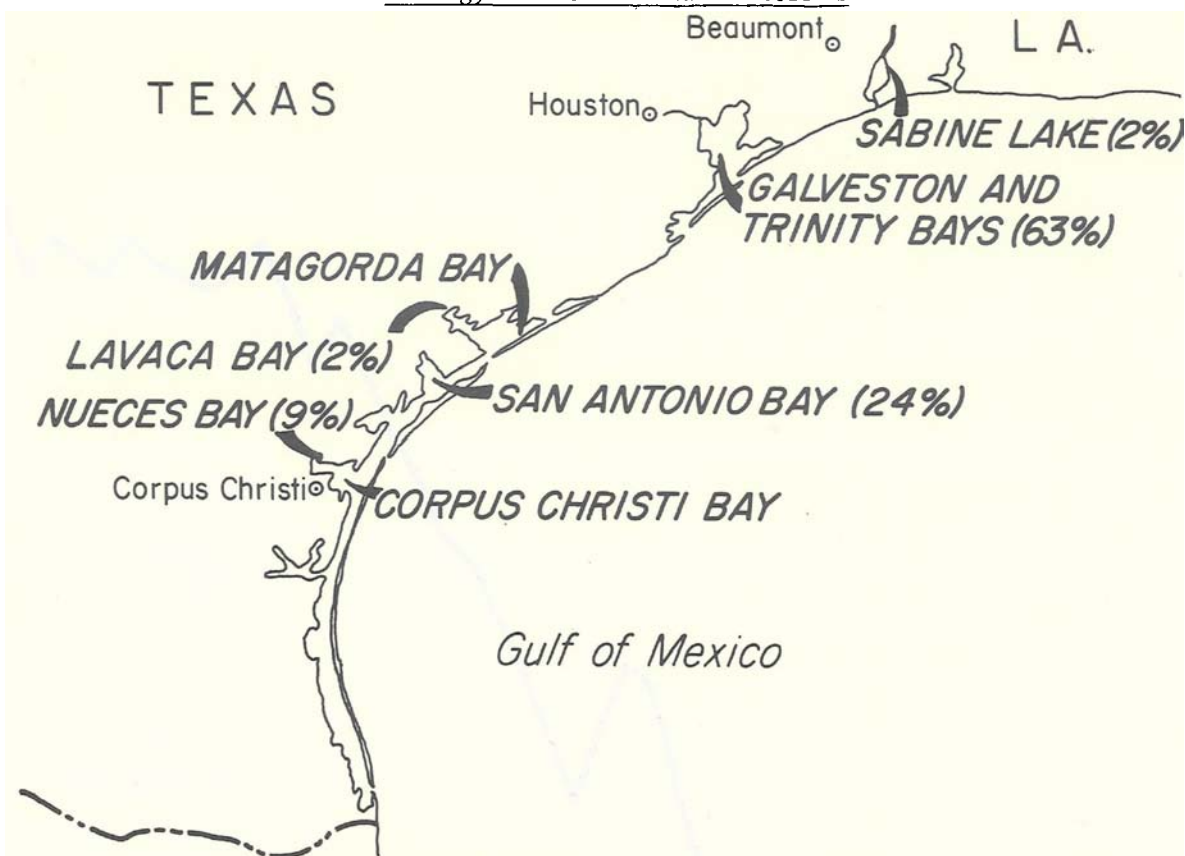 Beaumont
L A.
TEXAS
Houston
SABINE LAKE (2%)
GALVESTON AND
TRINITY BAYS (63%)
MATAGORDA BAY
LAVACA BAY (2%)
SAN ANTONIO BAY (24%)
NUECES BAY (9%)
Corpus Christi
CORPUS CHRISTI BAY
Gulf of Mexico